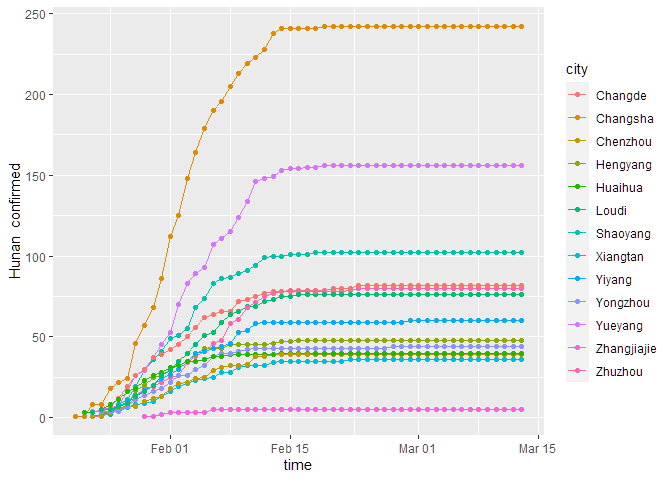 250
200
150
100
50
0
Hunan confirmed
Feb 01
Feb 15
Mar 01
Mar 15
time
city
Changde
Changsha
Chenzhou
Hengyang
Huaihua
Loudi
Shaoyang
Xiangtan
Yiyang
Yongzhou
Yueyang
Zhangjiajie
Zhuzhou